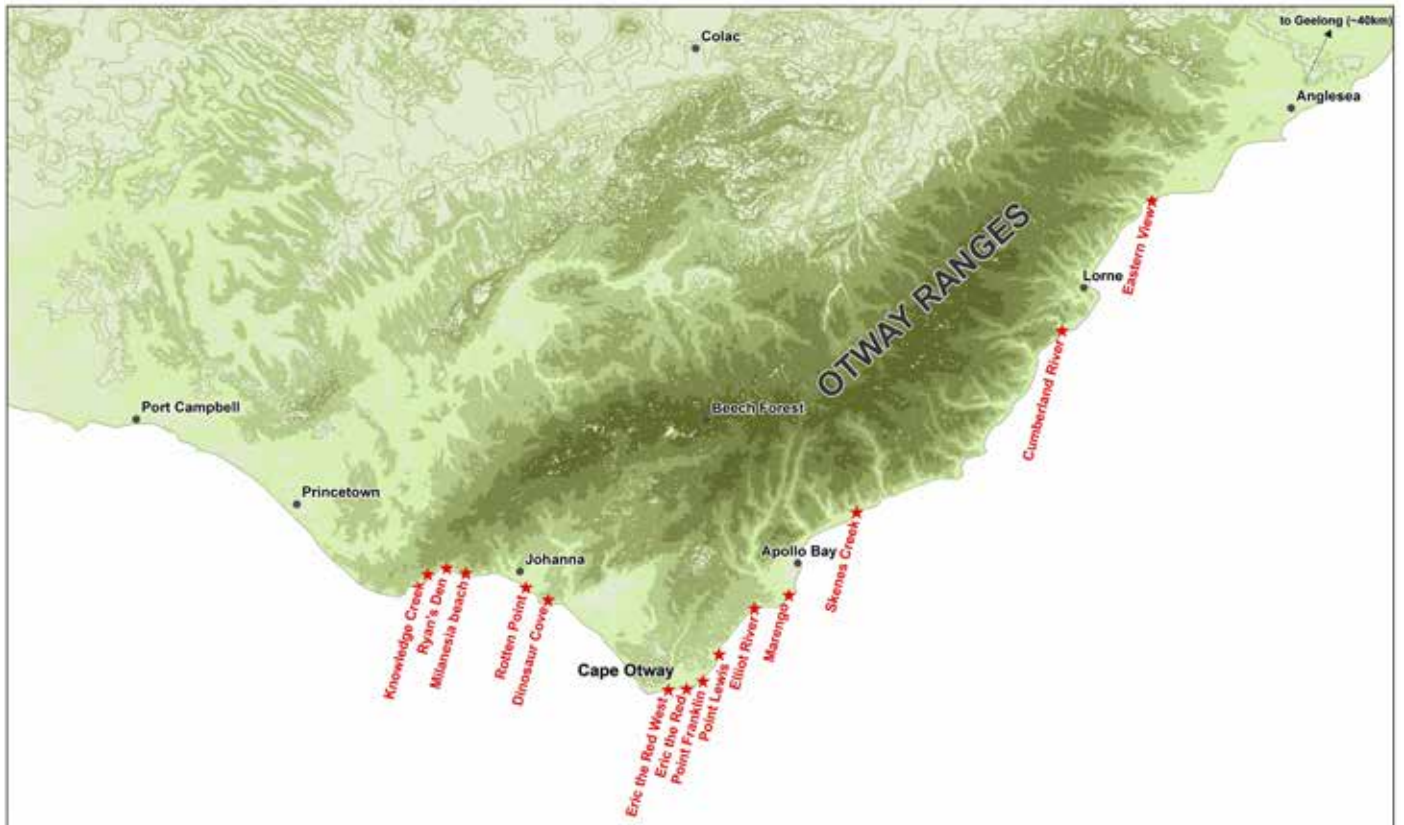 to Geelong (~40km)
Colac
Anglesea
OTWAY RANGES
Eastern View
Lorne
Cumberland River
Port Campbell
Beech Forest
Princetown
Skenes Creek
Apollo Bay
Johanna
Knowledge Creek
Ryan's Den
Milanesia beach
Rotten Point
Dinosaur Cove
Marengo
Elliot River
Cape Otway
Point Lewis
Point Franklin
Eric the Red
Eric the Red West